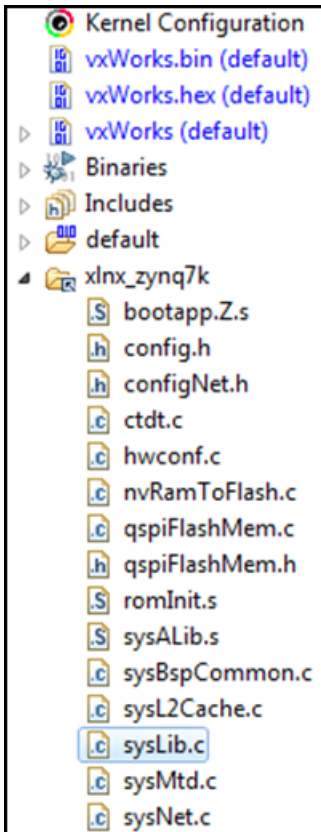 Kernel Configuration
vxWorks.bin (default)
vxWorks.hex (default)
vxWorks (default)
Binaries
Includes
default
xlnx_zynq7k
bootapp.Z.s
config.h
configNet.h
ctdt.c
hwconf.c
nvRamToFlash.c
qspiFlashMem.c
qspiFlashMem.h
romInit.s
sysALib.s
sysBspCommon.c
sysL2Cache.c
sysLib.c
sysMtd.c
sysNet.c